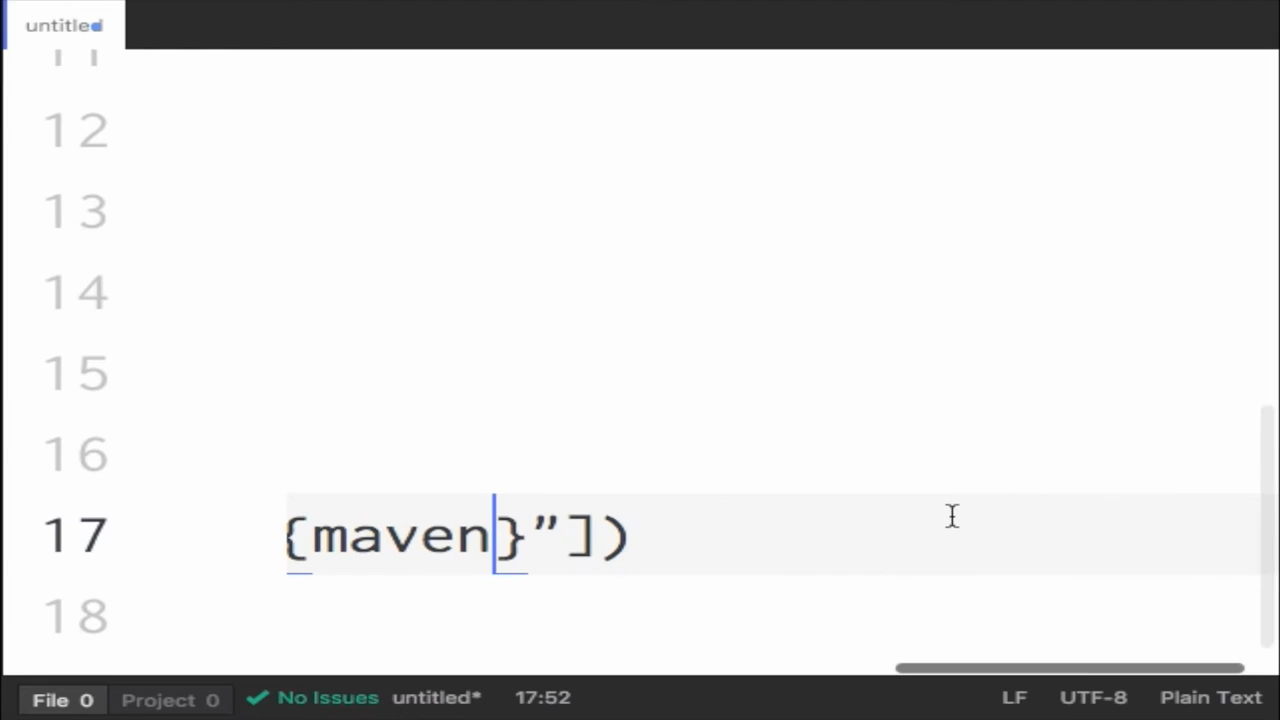 untitled
11
12
13
14
15
16
17 {maven}”])
18
File 0 Project 0 No Issues untitled* 17:52 LF UTF-8 Plain Text